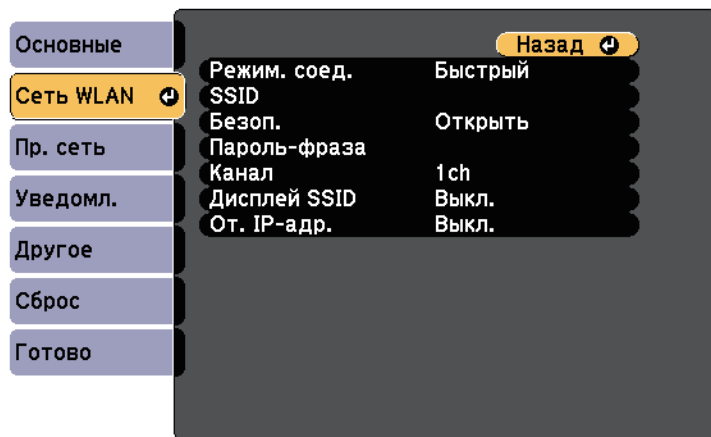 Основные
Сеть WLAN
Пр. сеть
Уведомл.
Другое
Сброс
Готово
Назад
Режим. соед. Быстрый
SSID
Безоп. Открыть
Пароль-фраза
Канал 1ch
Дисплей SSID Выкл.
От. IP-адр. Выкл.